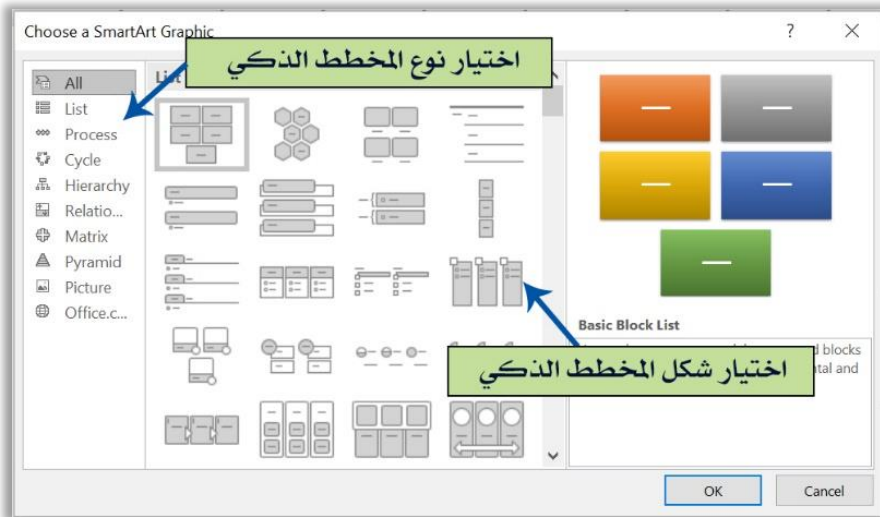 Choose a SmartArt Graphic
? ×
اختيار نوع المخطط الذكي
All
List
List
Process
Cycle
Hierarchy
Relatio...
Matrix
Pyramid
Picture
Office.c...
Basic Block List
blocks
اختيار شكل المخطط الذكي
and
OK
Cancel